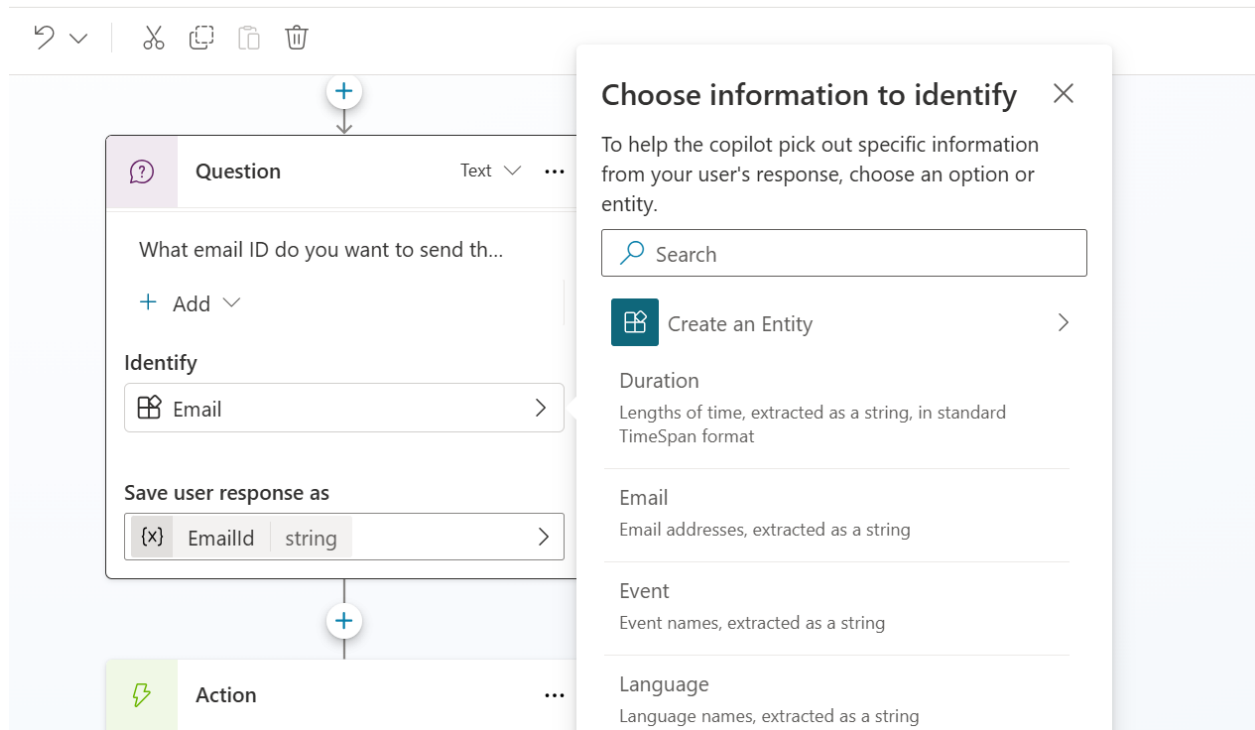 Question
Text
What email ID do you want to send th...
Add
Identify
Email
Save user response as
{x} EmailId string
Action
Choose information to identify
To help the copilot pick out specific information
from your user's response, choose an option or
entity.
Search
Create an Entity
Duration
Lengths of time, extracted as a string, in standard
TimeSpan format
Email
Email addresses, extracted as a string
Event
Event names, extracted as a string
Language
Language names, extracted as a string